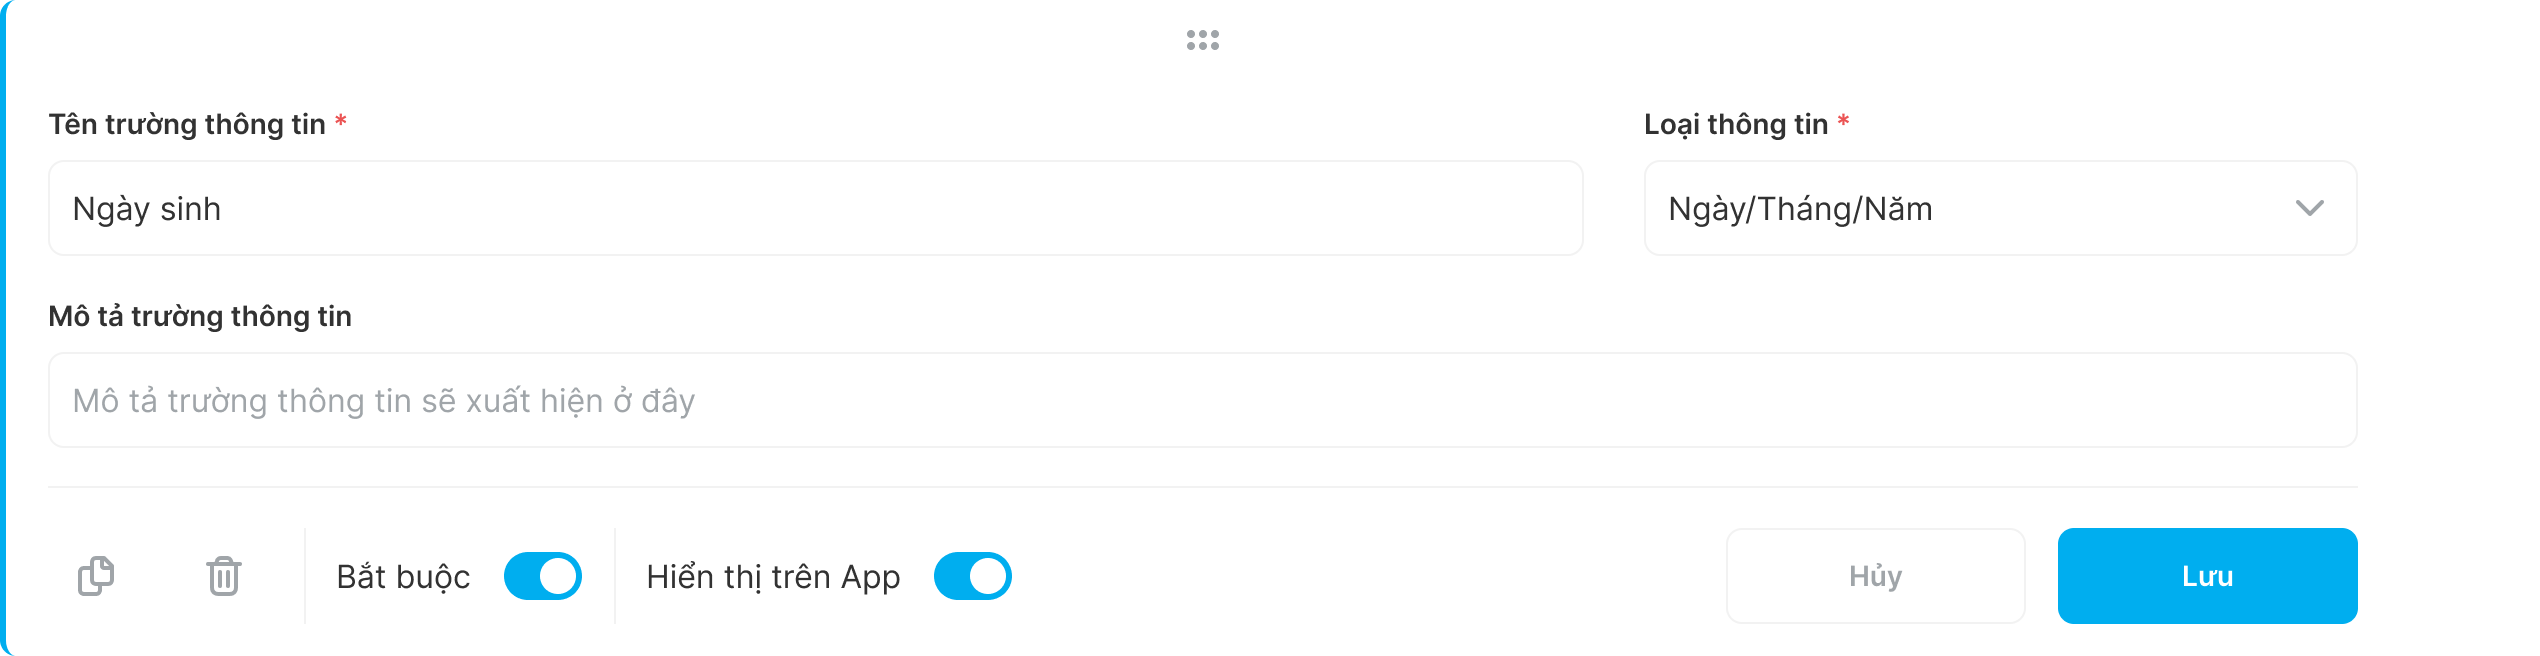 Tên trường thông tin *
Loại thông tin *
Ngày sinh
Ngày/Tháng/Năm
Mô tả trường thông tin
Mô tả trường thông tin sẽ xuất hiện ở đây
Bắt buộc
Hiển thị trên App
Hủy
Lưu